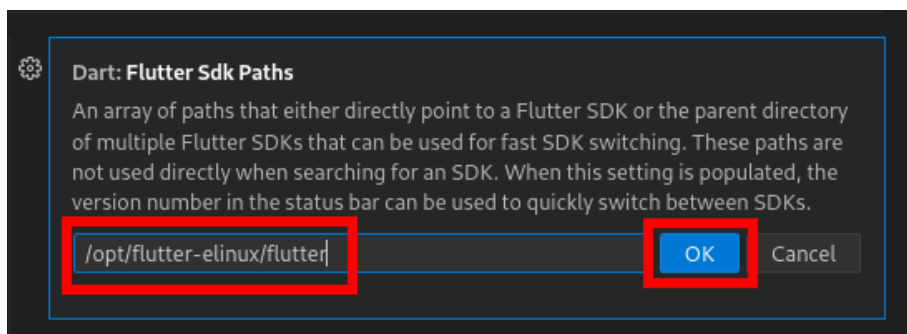 Dart: Flutter Sdk Paths
An array of paths that either directly point to a Flutter SDK or the parent directory
of multiple Flutter SDKs that can be used for fast SDK switching. These paths are
not used directly when searching for an SDK. When this setting is populated, the
version number in the status bar can be used to quickly switch between SDKs.
/opt/flutter-elinux/flutter OK Cancel